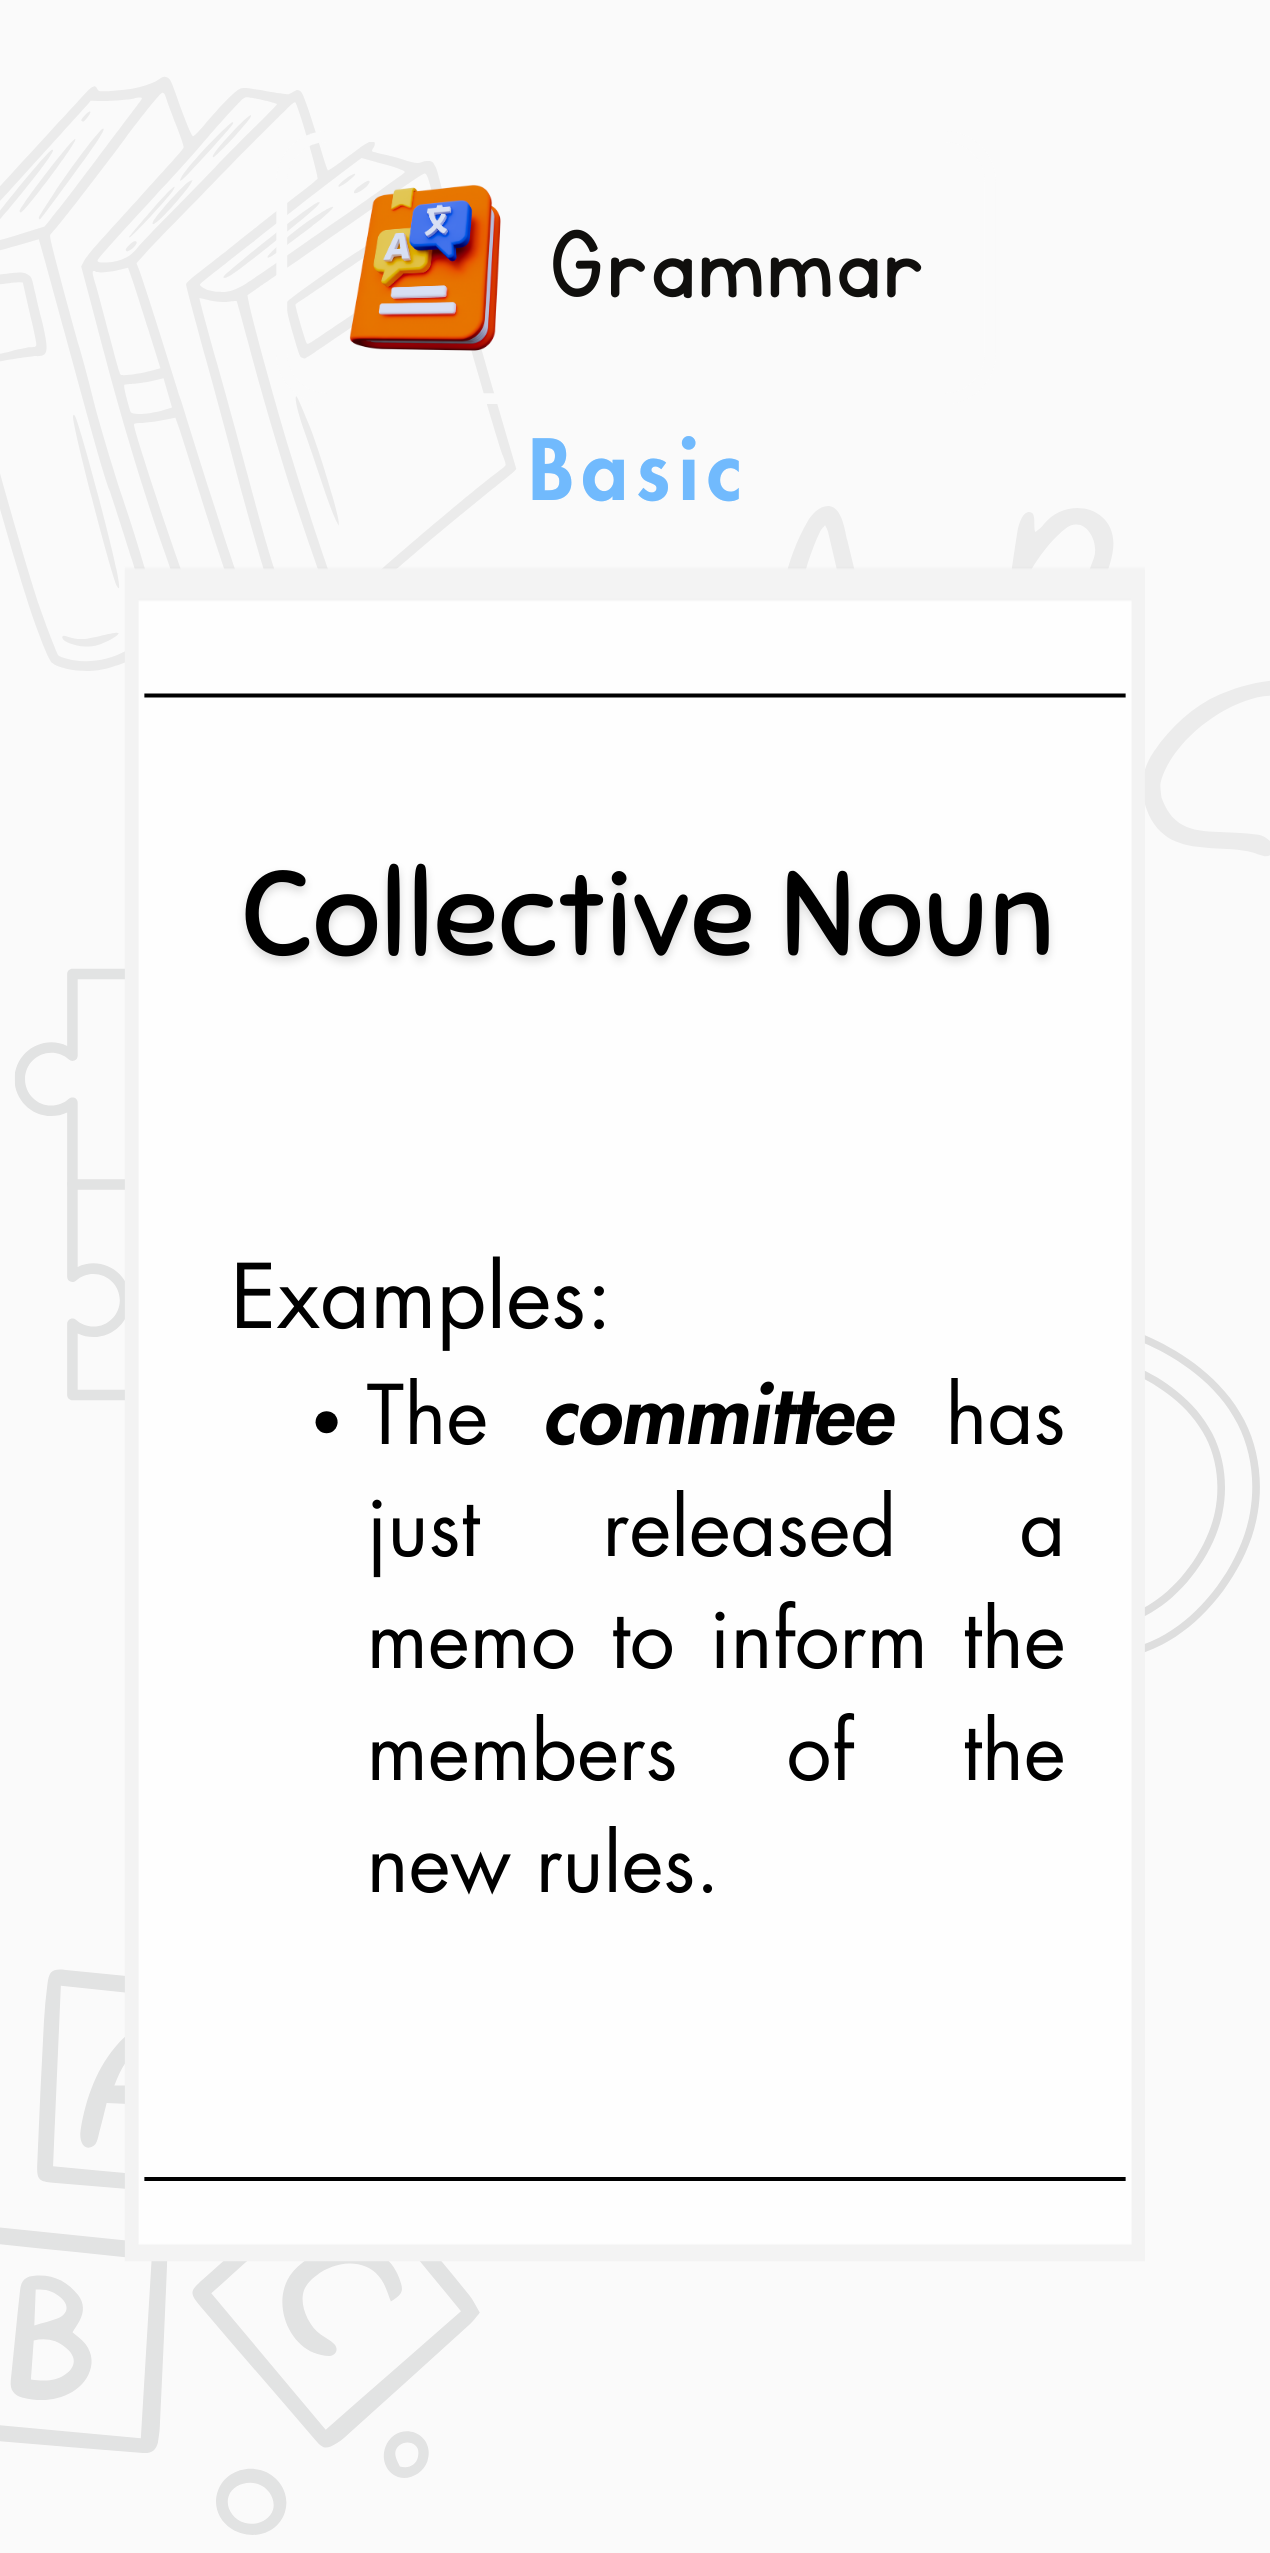 A 文
Grammar
Basic
Collective Noun
Examples:
• The committee has
just released a
memo to inform the
members of the
new rules.
A
B
C